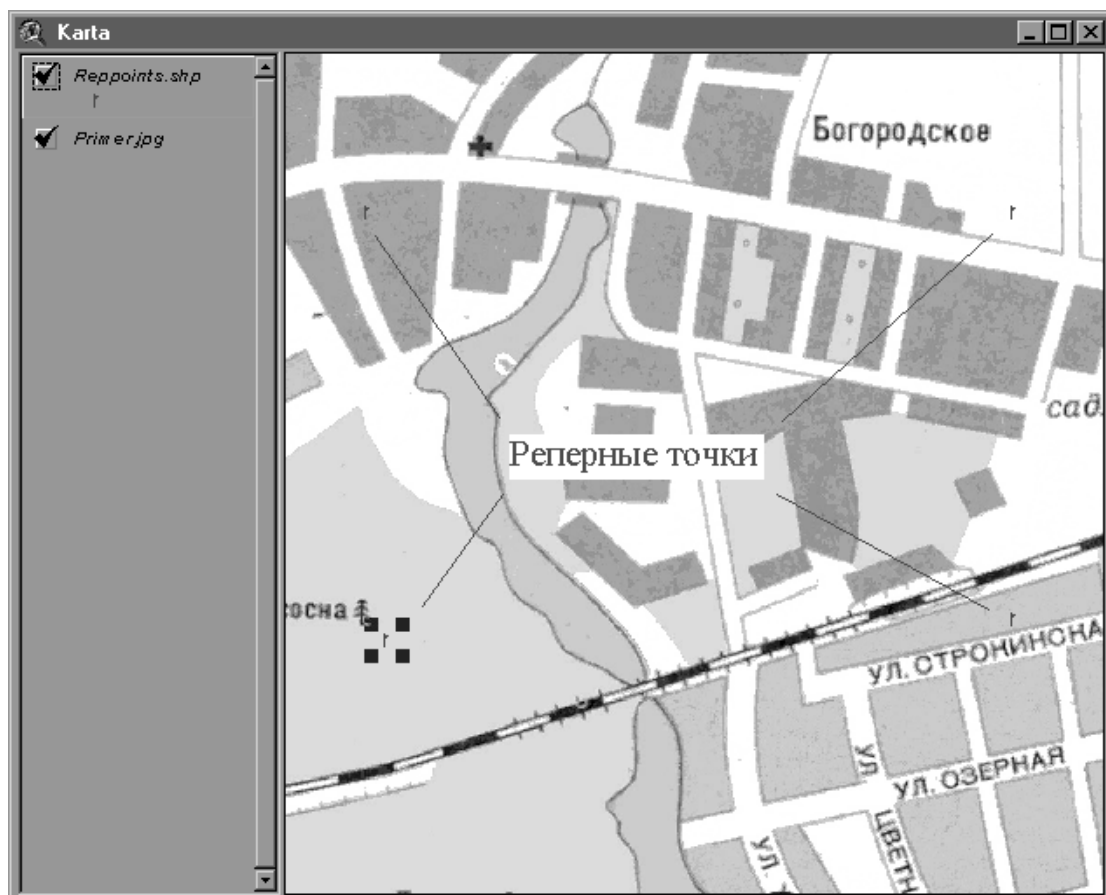 Karta
Reppoints.shp
Primer.jpg
Богородское
сад
Реперные точки
сосна
УЛ. СТРОНИНСКА
УЛ. ОЗЕРНАЯ
УЛ.
ЦВЕТН
УЛ.